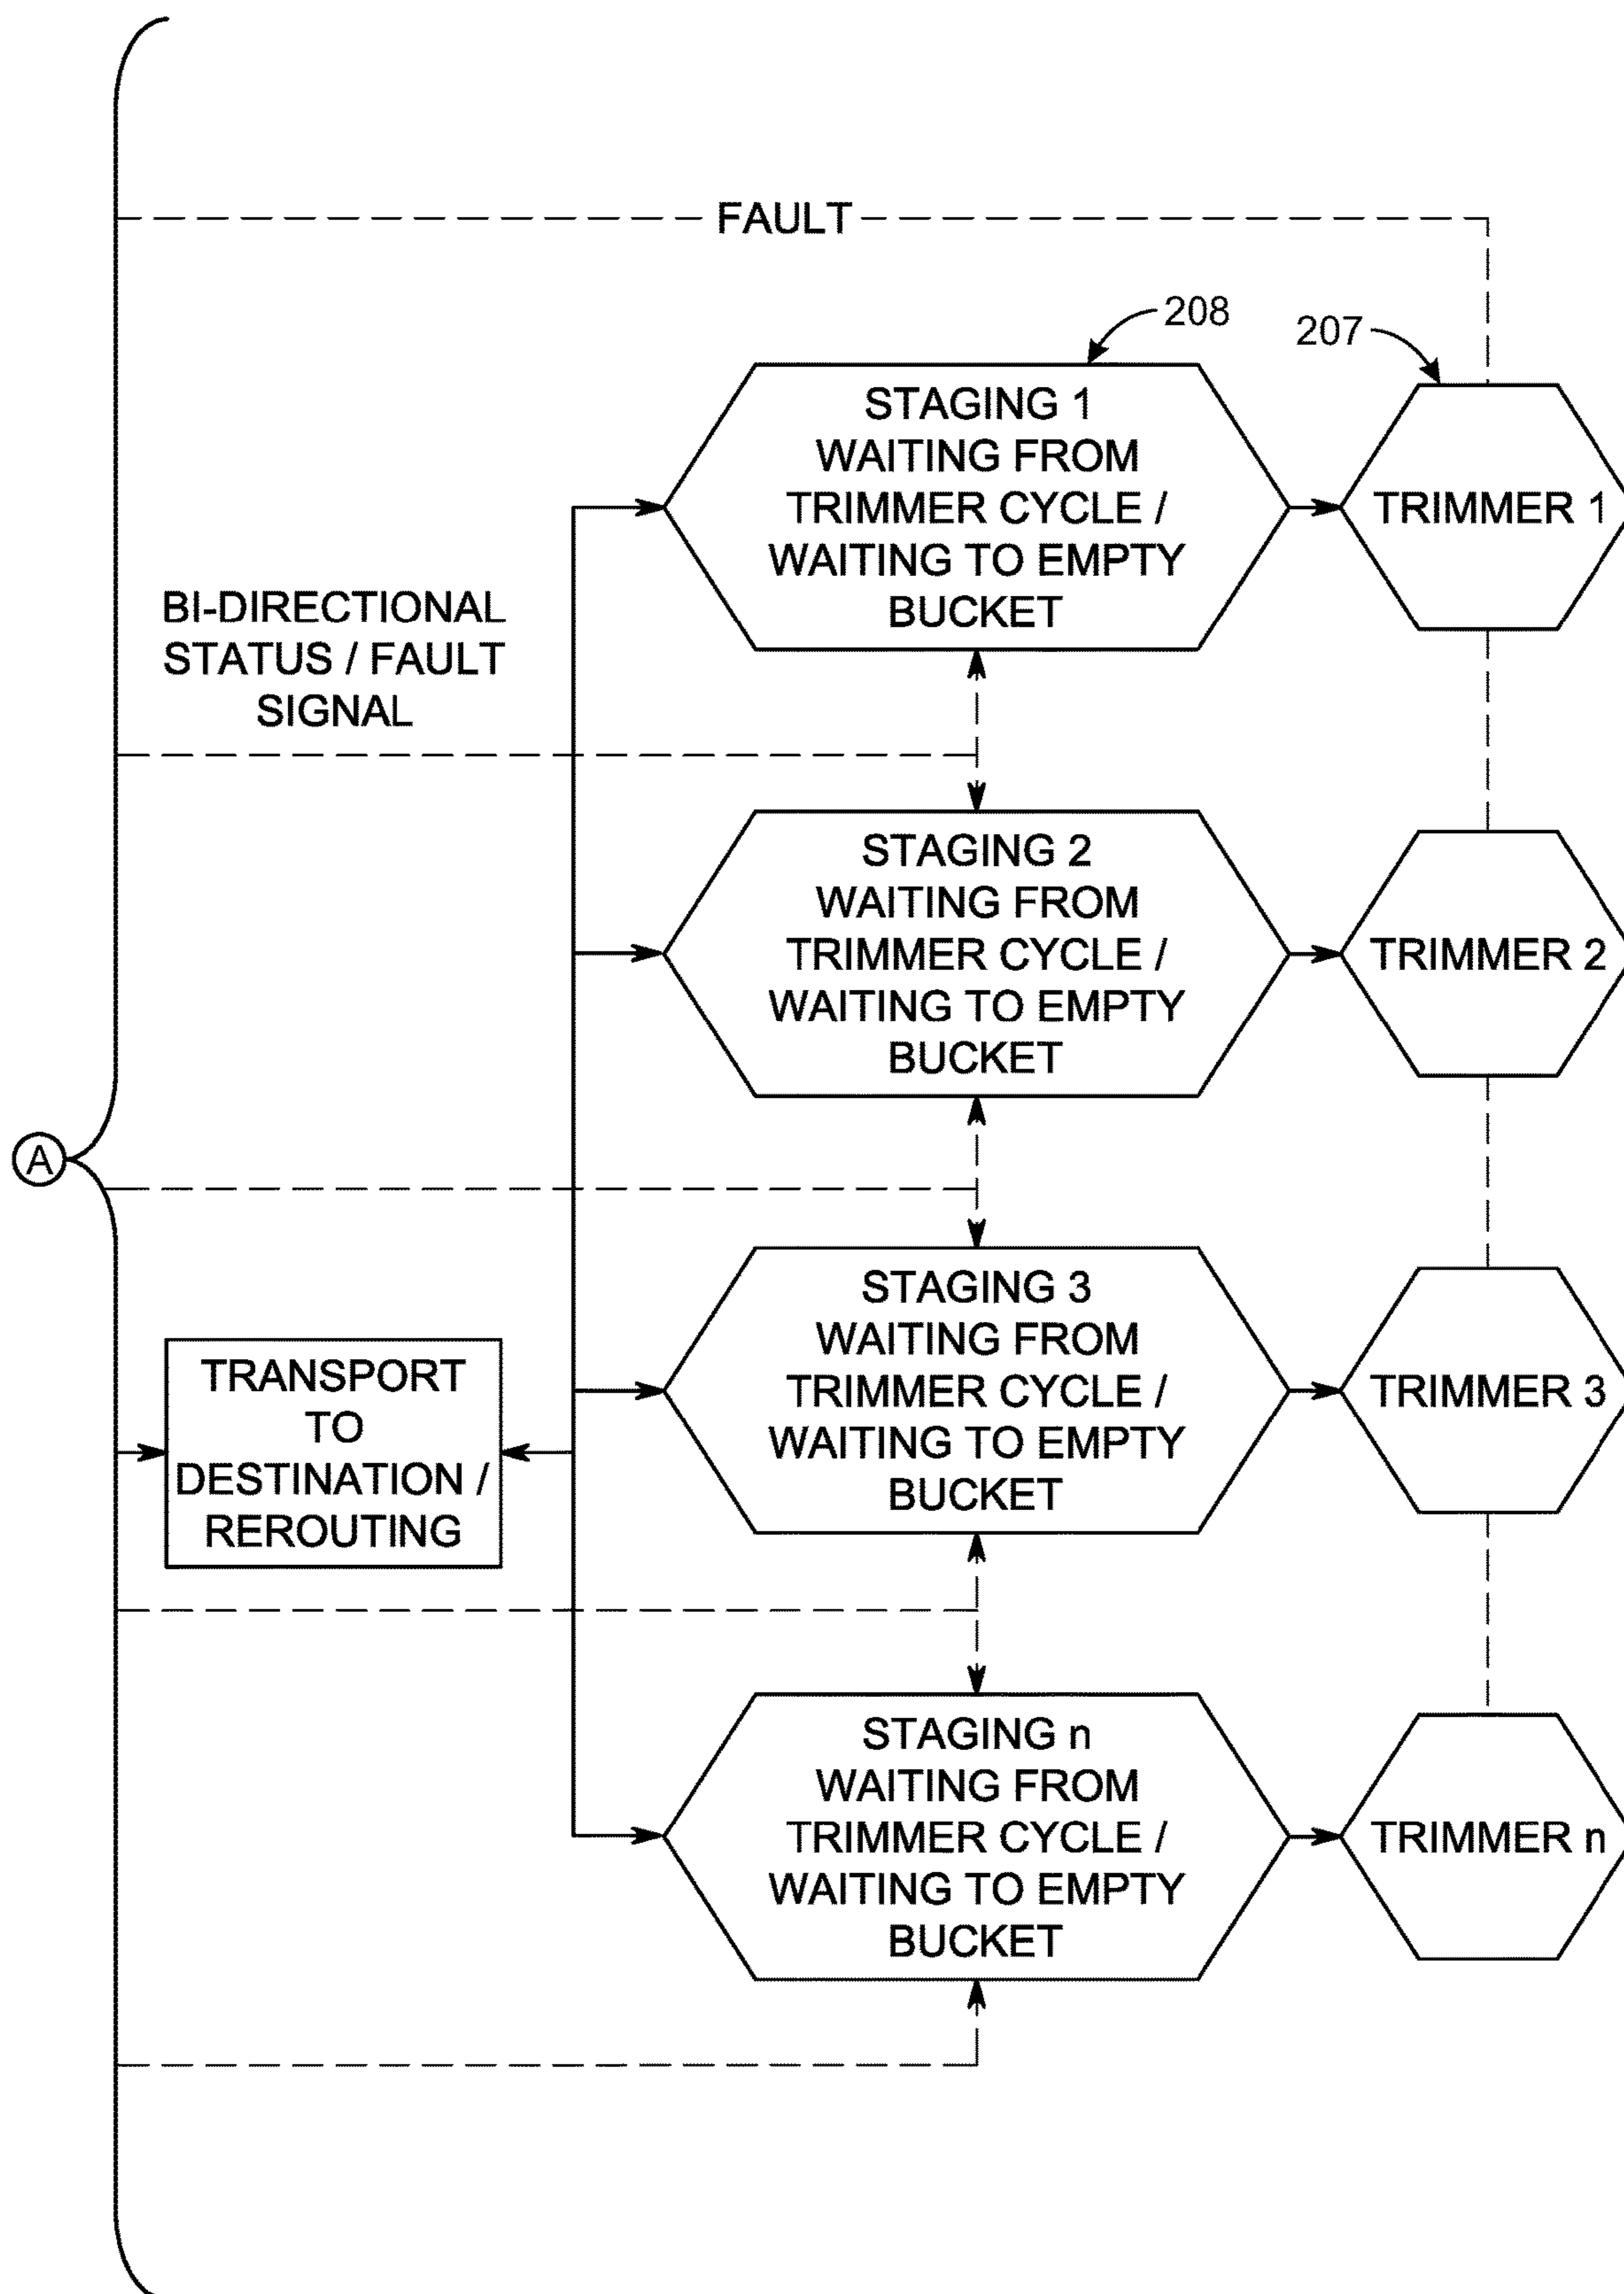 FAULT
208
207
STAGING 1
WAITING FROM
TRIMMER CYCLE /
WAITING TO EMPTY
BUCKET
TRIMMER 1
BI-DIRECTIONAL
STATUS / FAULT
SIGNAL
STAGING 2
WAITING FROM
TRIMMER CYCLE /
WAITING TO EMPTY
BUCKET
TRIMMER 2
A
STAGING 3
WAITING FROM
TRIMMER CYCLE /
WAITING TO EMPTY
BUCKET
TRIMMER 3
TRANSPORT
TO
DESTINATION /
REROUTING
STAGING n
WAITING FROM
TRIMMER CYCLE /
WAITING TO EMPTY
BUCKET
TRIMMER n